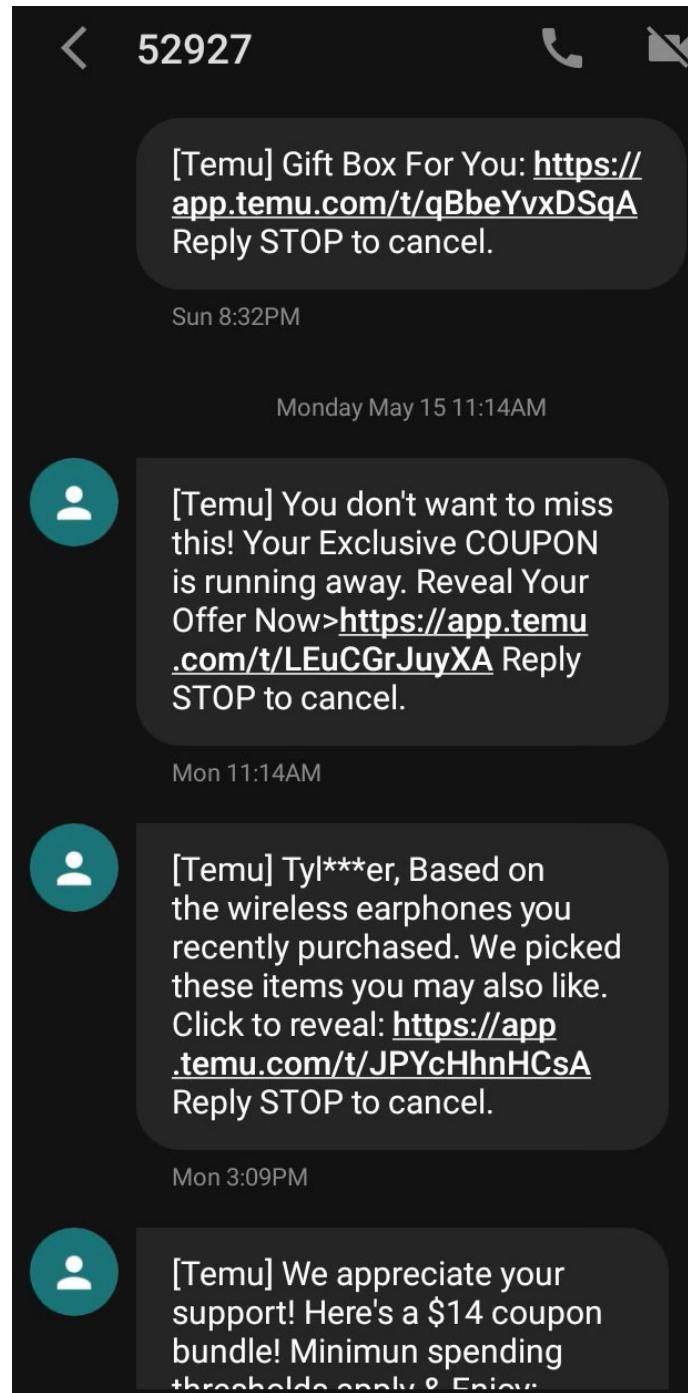 52927
[Temu] Gift Box For You: https://
app.temu.com/t/qBbeYvxDSqA
Reply STOP to cancel.
Sun 8:32PM
Monday May 15 11:14AM
[Temu] You don't want to miss
this! Your Exclusive COUPON
is running away. Reveal Your
Offer Now>https://app.temu
.com/t/LEuCGrJuyXA Reply
STOP to cancel.
Mon 11:14AM
[Temu] Tyl***er, Based on
the wireless earphones you
recently purchased. We picked
these items you may also like.
Click to reveal: https://app
.temu.com/t/JPYcHhnHCsA
Reply STOP to cancel.
Mon 3:09PM
[Temu] We appreciate your
support! Here's a $14 coupon
bundle! Minimun spending
thresholds apply & Enjoy: